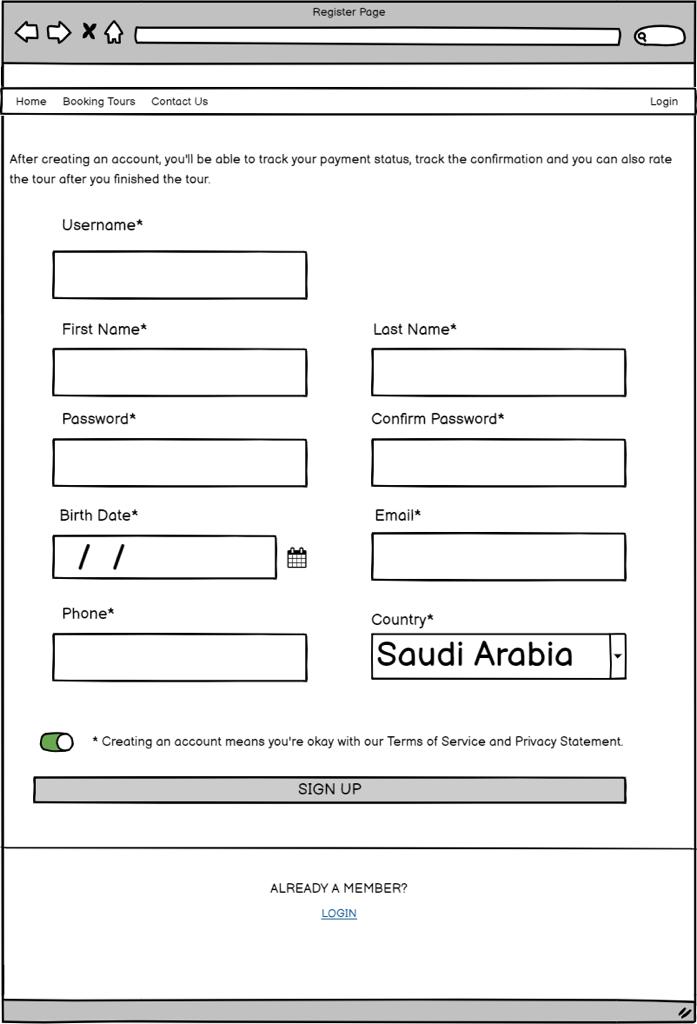 Register Page
Home Booking Tours Contact Us Login
After creating an account, you'll be able to track your payment status, track the confirmation and you can also rate
the tour after you finished the tour.
Username*
First Name* Last Name*
Password* Confirm Password*
Birth Date* Email*
/ /
Phone* Country*
Saudi Arabia
* Creating an account means you're okay with our Terms of Service and Privacy Statement.
SIGN UP
ALREADY A MEMBER?
LOGIN